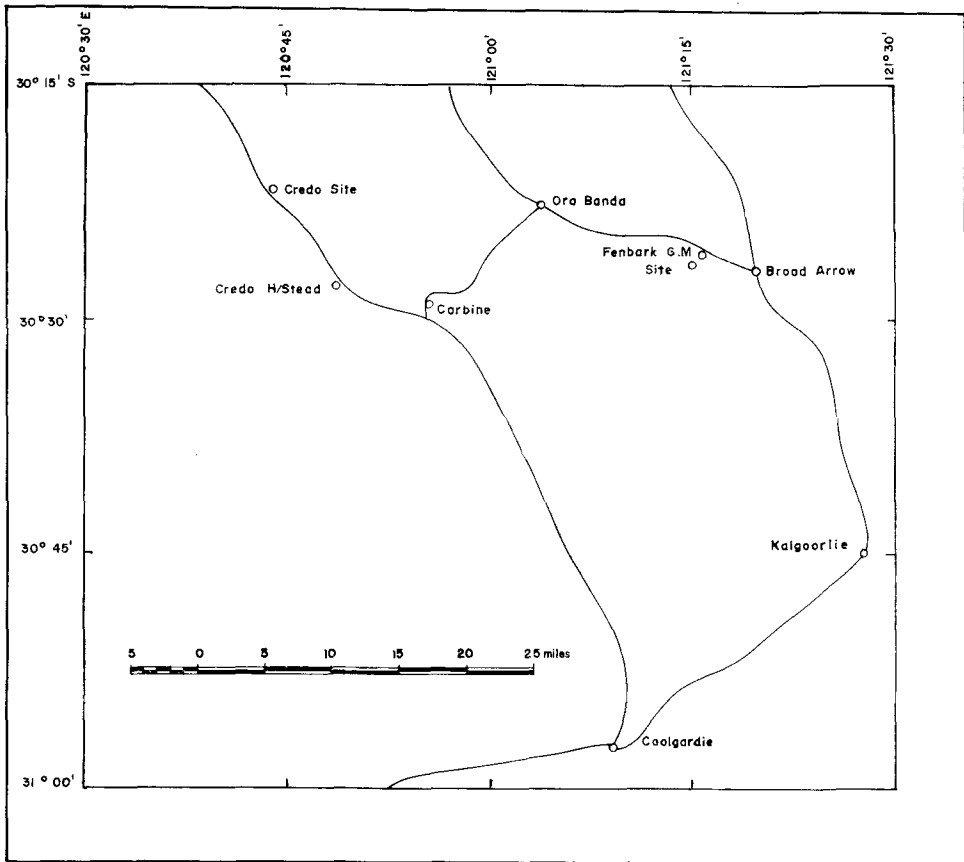 120°30' E
120°45'
121°00'
121°15'
121°30'
30°15' S
Credo Site
Ora Banda
Fenbark G.M
Site
Broad Arrow
Credo H/Stead
Carbine
30°30'
30°45'
Kalgoorlie
5 0 5 10 15 20 25 miles
Coolgardie
31°00'